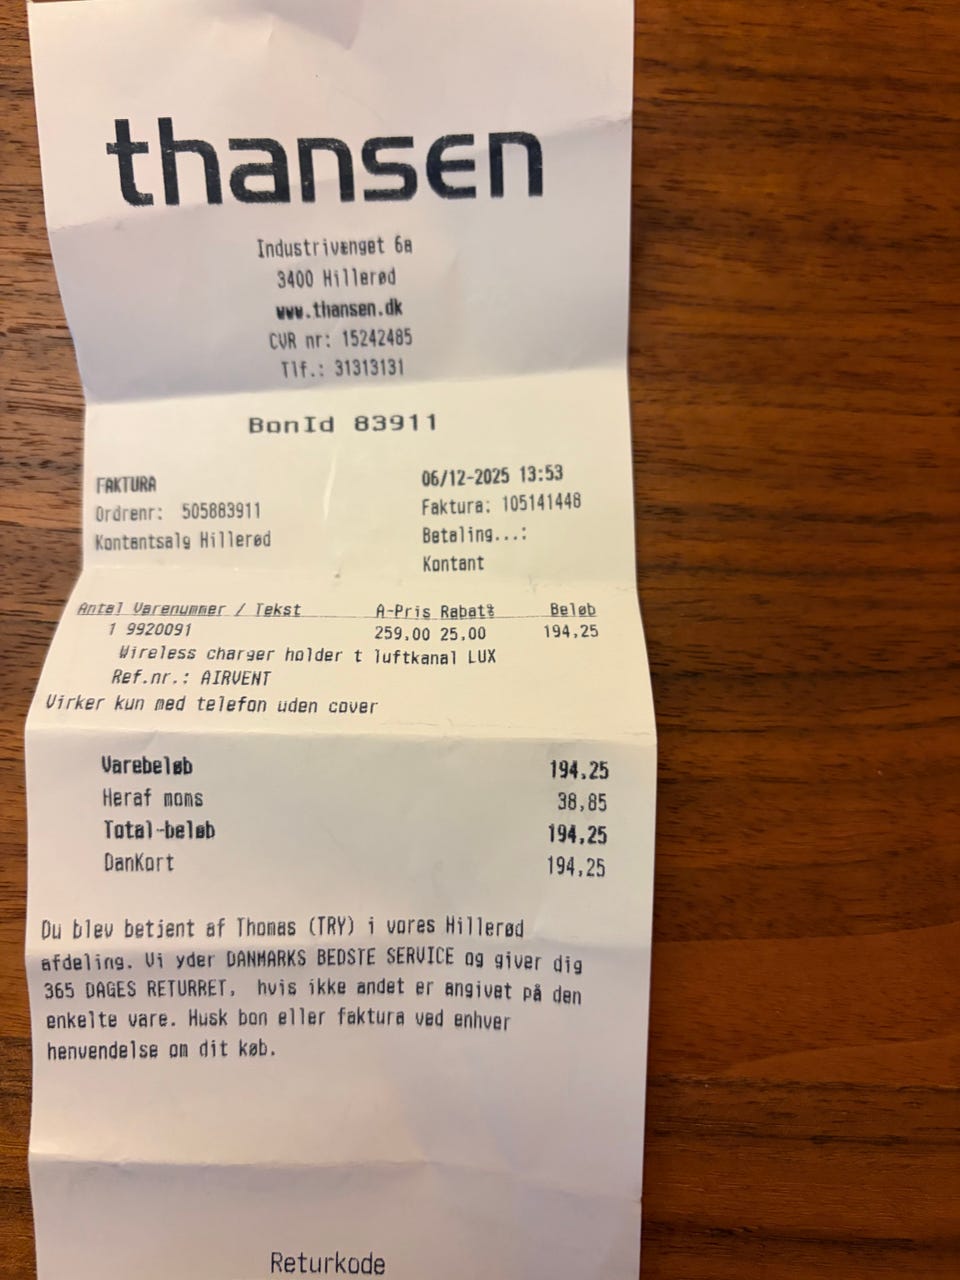 thansen
Industrivænget 6a
3400 Hillerød
www.thansen.dk
CVR nr: 15242485
Tlf.: 31313131
BonId 83911
FAKTURA 06/12-2025 13:53
Ordrenr: 505883911 Faktura: 105141448
Kontantsalg Hillerød Betaling...:
Kontant
Antal Varenummer / Tekst A-Pris Rabat% Beløb
1 9920091 259,00 25,00 194,25
Wireless charger holder t luftkanal LUX
Ref.nr.: AIRVENT
Virker kun med telefon uden cover
Varebeløb 194,25
Heraf moms 38,85
Total-beløb 194,25
DanKort 194,25
Du blev betjent af Thomas (TRY) i vores Hillerød
afdeling. Vi yder DANMARKS BEDSTE SERVICE og giver dig
365 DAGES RETURRET, hvis ikke andet er angivet på den
enkelte vare. Husk bon eller faktura ved enhver
henvendelse om dit køb.
Returkode